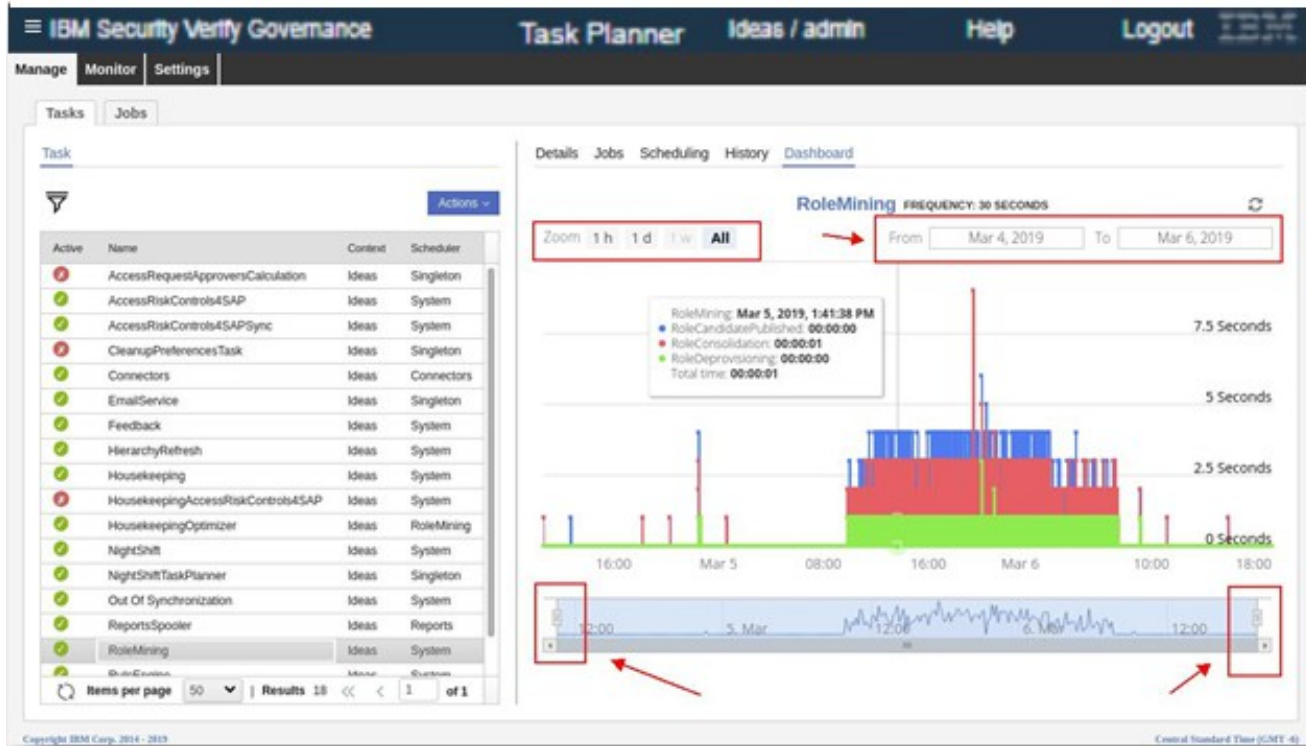 IBM Security Verify Governance Task Planner Ideas / admin Help Logout IBM
Manage Monitor Settings
Tasks Jobs
Task
Details Jobs Scheduling History Dashboard
Actions
RoleMining FREQUENCY: 30 SECONDS
Zoom 1 h 1 d 1 w All
From Mar 4, 2019 To Mar 6, 2019
Active Name Context Scheduler
AccessRequestApproversCalculation Ideas Singleton
AccessRiskControls4SAP Ideas System
AccessRiskControls4SAPSync Ideas System
CleanupPreferencesTask Ideas Singleton
Connectors Ideas Connectors
EmailService Ideas Singleton
Feedback Ideas System
HierarchyRefresh Ideas System
Housekeeping Ideas System
HousekeepingAccessRiskControls4SAP Ideas System
HousekeepingOptimizer Ideas RoleMining
NightShift Ideas System
NightShiftTaskPlanner Ideas Singleton
Out Of Synchronization Ideas System
ReportsSpooler Ideas Reports
RoleMining Ideas System
RuleEngine Ideas System
Items per page 50 | Results 18 1 of 1
RoleMining: Mar 5, 2019, 1:41:38 PM
RoleCandidatePublished: 00:00:00
RoleConsolidation: 00:00:01
RoleDeprovisioning: 00:00:00
Total time: 00:00:01
7.5 Seconds
5 Seconds
2.5 Seconds
0 Seconds
16:00 Mar 5 08:00 16:00 Mar 6 10:00 18:00
12:00 5. Mar 12:00 6. Mar 12:00
Copyright IBM Corp. 2014 - 2019
Central Standard Time (GMT -6)